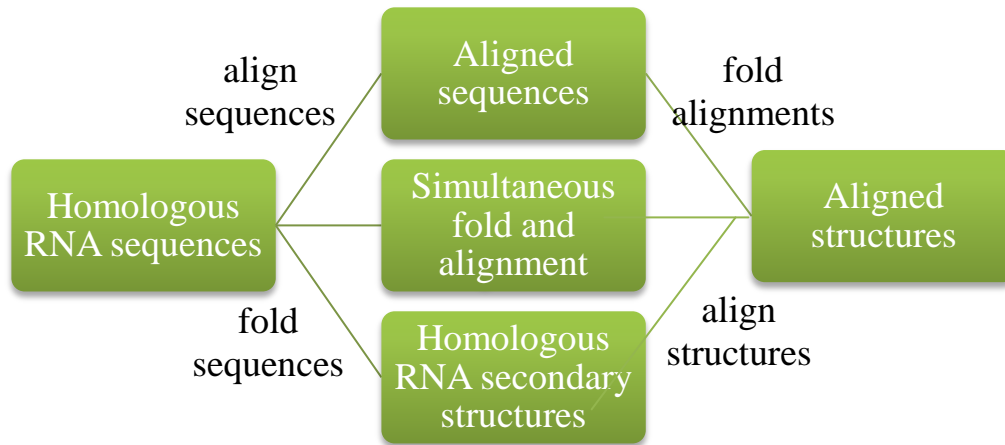 align
sequences
Aligned
sequences
fold
alignments
Homologous
RNA sequences
Simultaneous
fold and
alignment
Aligned
structures
fold
sequences
Homologous
RNA secondary
structures
align
structures